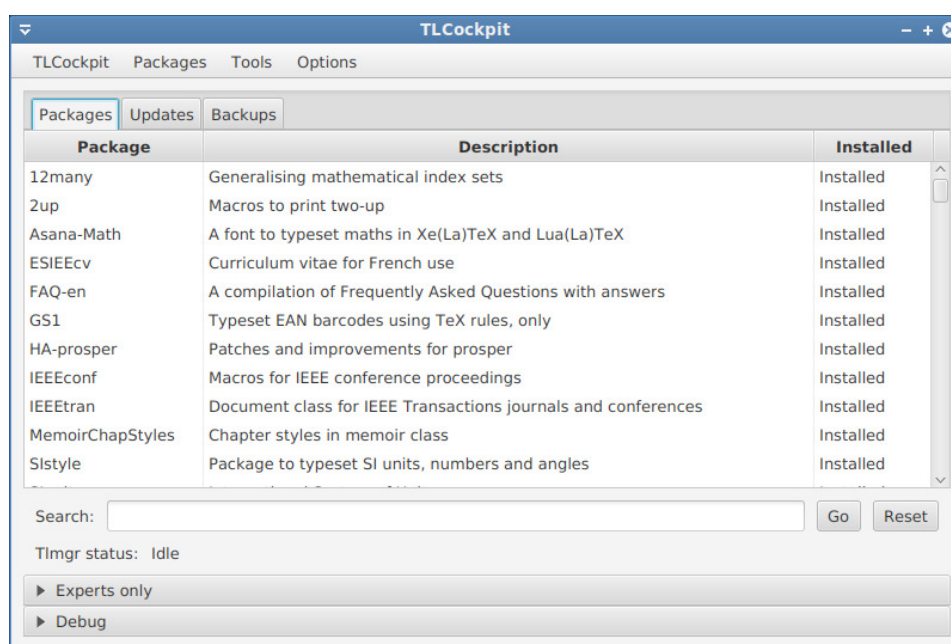 TLCockpit
TLCockpit Packages Tools Options
Packages Updates Backups
Package Description Installed
12many Generalising mathematical index sets Installed
2up Macros to print two-up Installed
Asana-Math A font to typeset maths in Xe(La)TeX and Lua(La)TeX Installed
ESIEEcv Curriculum vitae for French use Installed
FAQ-en A compilation of Frequently Asked Questions with answers Installed
GS1 Typeset EAN barcodes using TeX rules, only Installed
HA-prosper Patches and improvements for prosper Installed
IEEEconf Macros for IEEE conference proceedings Installed
IEEEtran Document class for IEEE Transactions journals and conferences Installed
MemoirChapStyles Chapter styles in memoir class Installed
SIstyle Package to typeset SI units, numbers and angles Installed
Search: Go Reset
Tlmgr status: Idle
Experts only
Debug